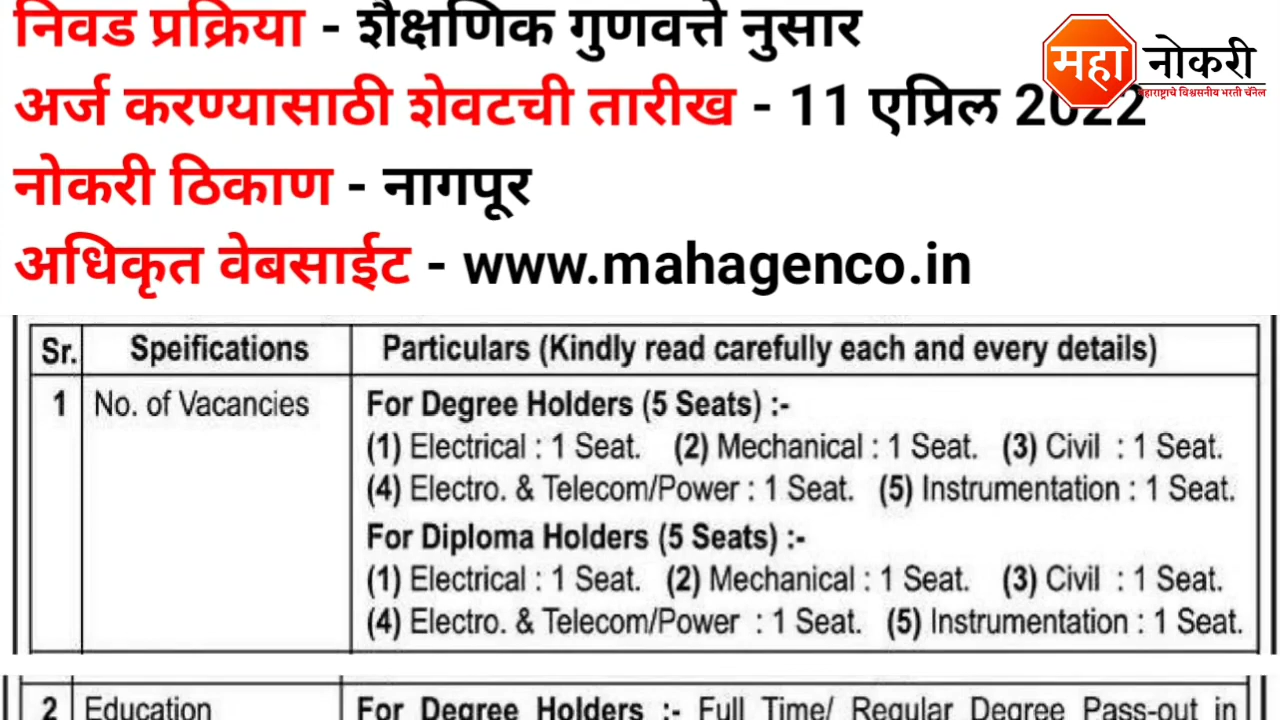 निवड प्रक्रिया - शैक्षणिक गुणवत्ते नुसार
महा नोकरी
महाराष्ट्राचे विश्वसनीय भरती चॅनेल
अर्ज करण्यासाठी शेवटची तारीख - 11 एप्रिल 2022
नोकरी ठिकाण - नागपूर
अधिकृत वेबसाईट - www.mahagenco.in
Sr. Speifications Particulars (Kindly read carefully each and every details)
1 No. of Vacancies For Degree Holders (5 Seats) :-
(1) Electrical : 1 Seat. (2) Mechanical : 1 Seat. (3) Civil : 1 Seat.
(4) Electro. & Telecom/Power : 1 Seat. (5) Instrumentation : 1 Seat.
For Diploma Holders (5 Seats) :-
(1) Electrical : 1 Seat. (2) Mechanical : 1 Seat. (3) Civil : 1 Seat.
(4) Electro. & Telecom/Power : 1 Seat. (5) Instrumentation : 1 Seat.
2 Education For Degree Holders :- Full Time/ Regular Degree Pass-out in